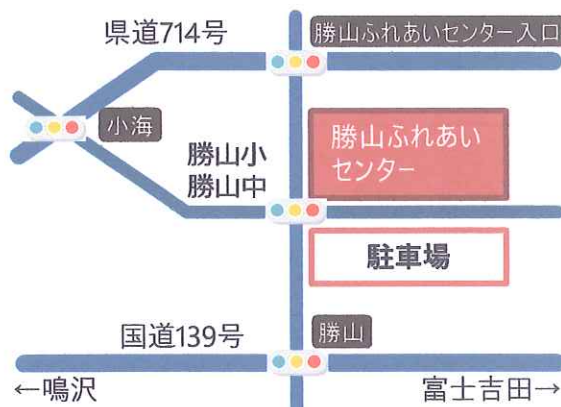 県道714号
勝山ふれあいセンター入口
小海
勝山小
勝山中
勝山ふれあい
センター
駐車場
国道139号
勝山
←鳴沢
富士吉田→